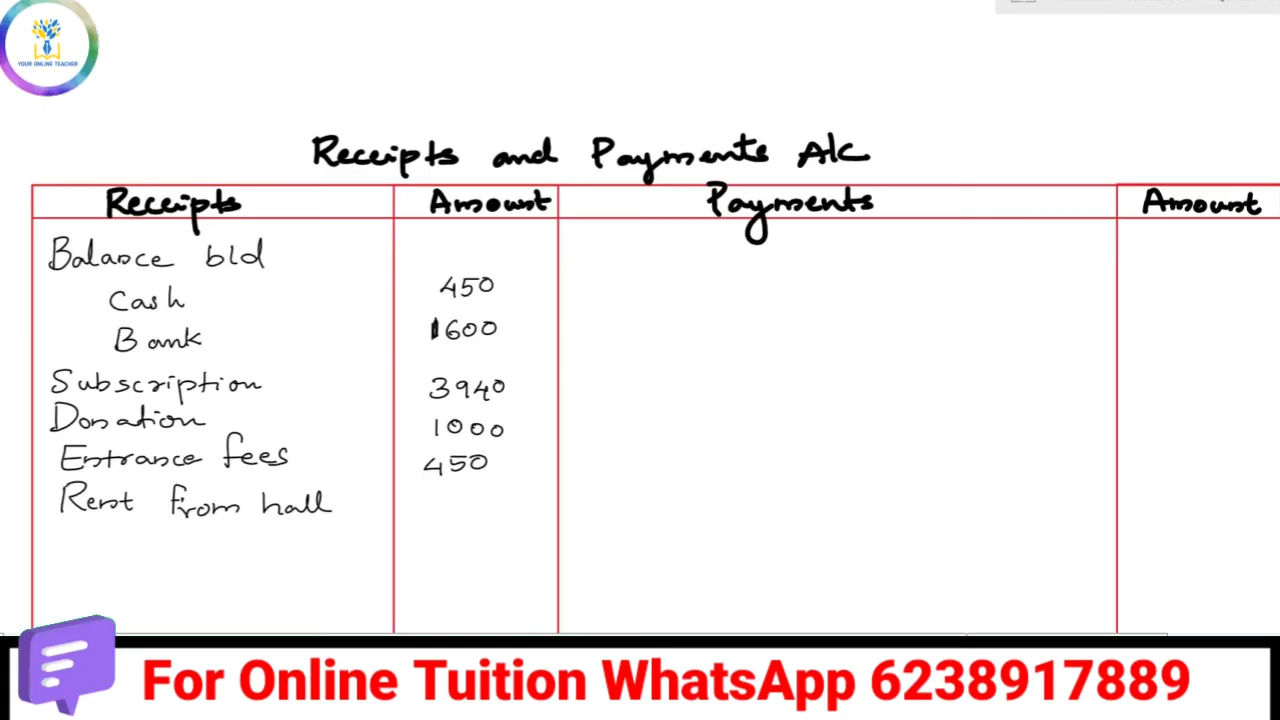 YOUR ONLINE TEACHER
Receipts and Payments A/c
Receipts Amount Payments Amount
Balance b/d
Cash 450
Bank 1600
Subscription 3940
Donation 1000
Entrance fees 450
Rent from hall
For Online Tuition WhatsApp 6238917889